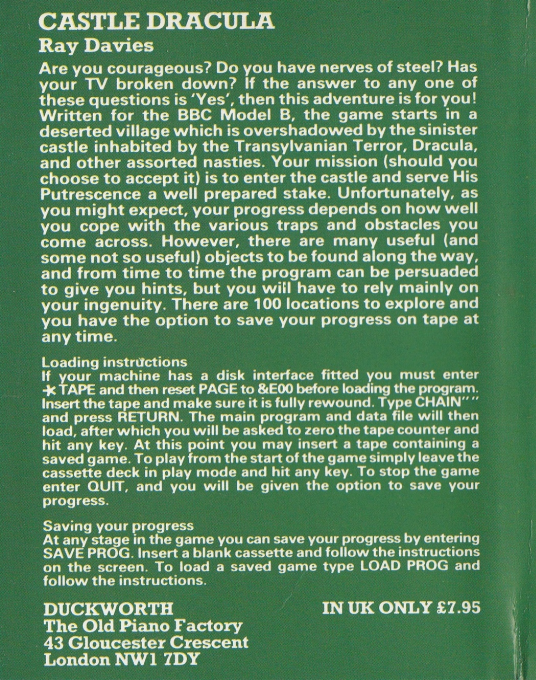 CASTLE DRACULA
Ray Davies
Are you courageous? Do you have nerves of steel? Has
your TV broken down? If the answer to any one of
these questions is 'Yes', then this adventure is for you!
Written for the BBC Model B, the game starts in a
deserted village which is overshadowed by the sinister
castle inhabited by the Transylvanian Terror, Dracula,
and other assorted nasties. Your mission (should you
choose to accept it) is to enter the castle and serve His
Putrescence a well prepared stake. Unfortunately, as
you might expect, your progress depends on how well
you cope with the various traps and obstacles you
come across. However, there are many useful (and
some not so useful) objects to be found along the way,
and from time to time the program can be persuaded
to give you hints, but you will have to rely mainly on
your ingenuity. There are 100 locations to explore and
you have the option to save your progress on tape at
any time.
Loading instructions
If your machine has a disk interface fitted you must enter
*TAPE and then reset PAGE to &E00 before loading the program.
Insert the tape and make sure it is fully rewound. Type CHAIN""
and press RETURN. The main program and data file will then
load, after which you will be asked to zero the tape counter and
hit any key. At this point you may insert a tape containing a
saved game. To play from the start of the game simply leave the
cassette deck in play mode and hit any key. To stop the game
enter QUIT, and you will be given the option to save your
progress.
Saving your progress
At any stage in the game you can save your progress by entering
SAVE PROG. Insert a blank cassette and follow the instructions
on the screen. To load a saved game type LOAD PROG and
follow the instructions.
DUCKWORTH IN UK ONLY £7.95
The Old Piano Factory
43 Gloucester Crescent
London NW1 7DY